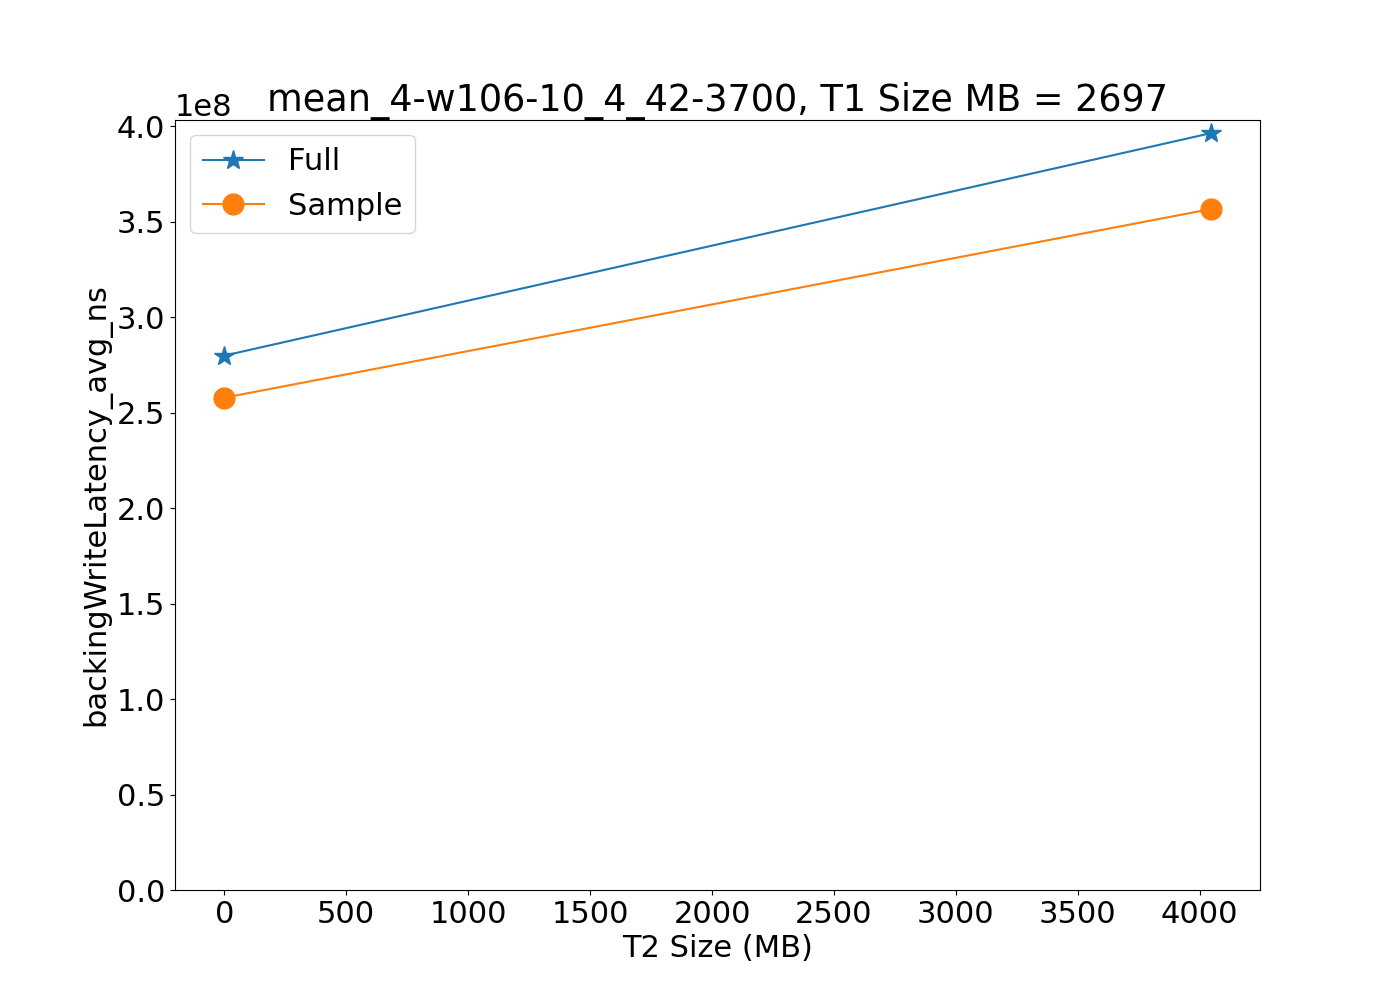 mean_4-w106-10_4_42-3700, T1 Size MB = 2697
1e8
4.0
3.5
3.0
2.5
2.0
1.5
1.0
0.5
0.0
backingWriteLatency_avg_ns
Full
Sample
0 500 1000 1500 2000 2500 3000 3500 4000
T2 Size (MB)